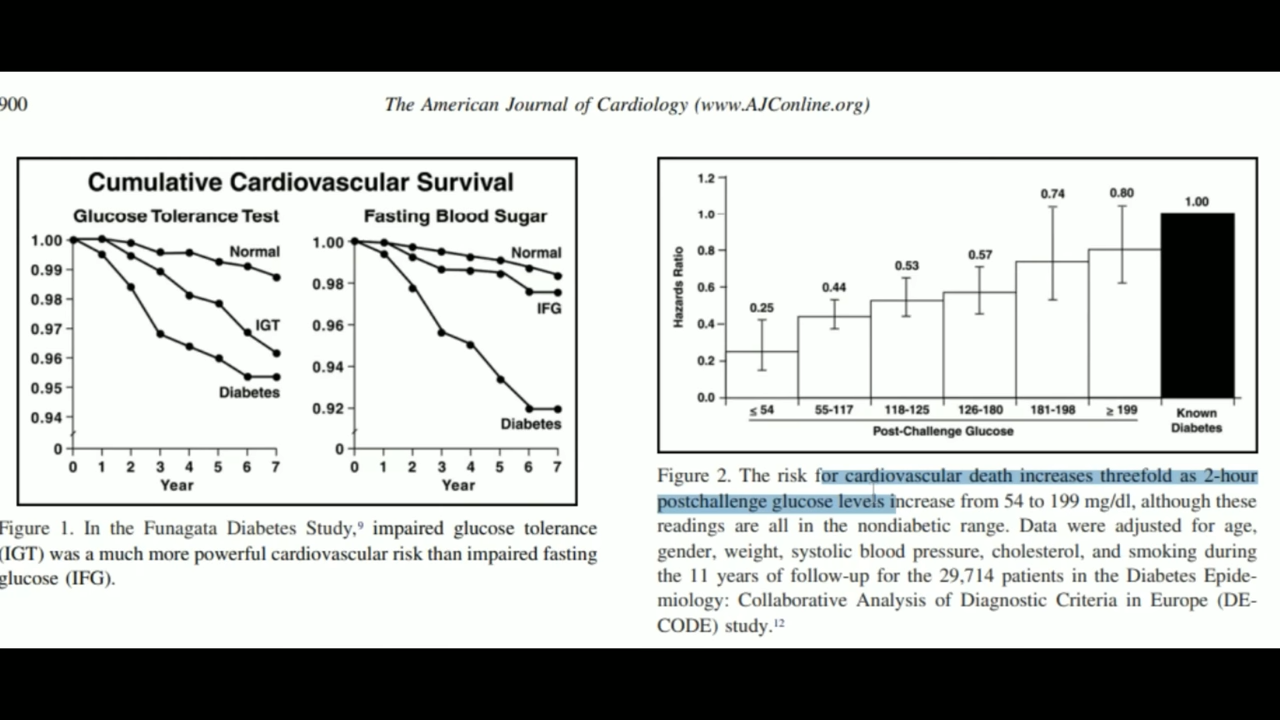 900
The American Journal of Cardiology (www.AJConline.org)
Cumulative Cardiovascular Survival
Glucose Tolerance Test
Fasting Blood Sugar
1.00
0.99
0.98
0.97
0.96
0.95
0.94
0
Normal
IGT
Diabetes
0 1 2 3 4 5 6 7
Year
1.00
0.98
0.96
0.94
0.92
0
Normal
IFG
Diabetes
0 1 2 3 4 5 6 7
Year
Figure 1. In the Funagata Diabetes Study,⁹ impaired glucose tolerance
(IGT) was a much more powerful cardiovascular risk than impaired fasting
glucose (IFG).
Hazards Ratio
1.2
1.0
0.8
0.6
0.4
0.2
0.0
0.25
0.44
0.53
0.57
0.74
0.80
1.00
≤ 54 55-117 118-125 126-180 181-198 ≥ 199
Post-Challenge Glucose
Known
Diabetes
Figure 2. The risk for cardiovascular death increases threefold as 2-hour
postchallenge glucose levels increase from 54 to 199 mg/dl, although these
readings are all in the nondiabetic range. Data were adjusted for age,
gender, weight, systolic blood pressure, cholesterol, and smoking during
the 11 years of follow-up for the 29,714 patients in the Diabetes Epide-
miology: Collaborative Analysis of Diagnostic Criteria in Europe (DE-
CODE) study.¹²